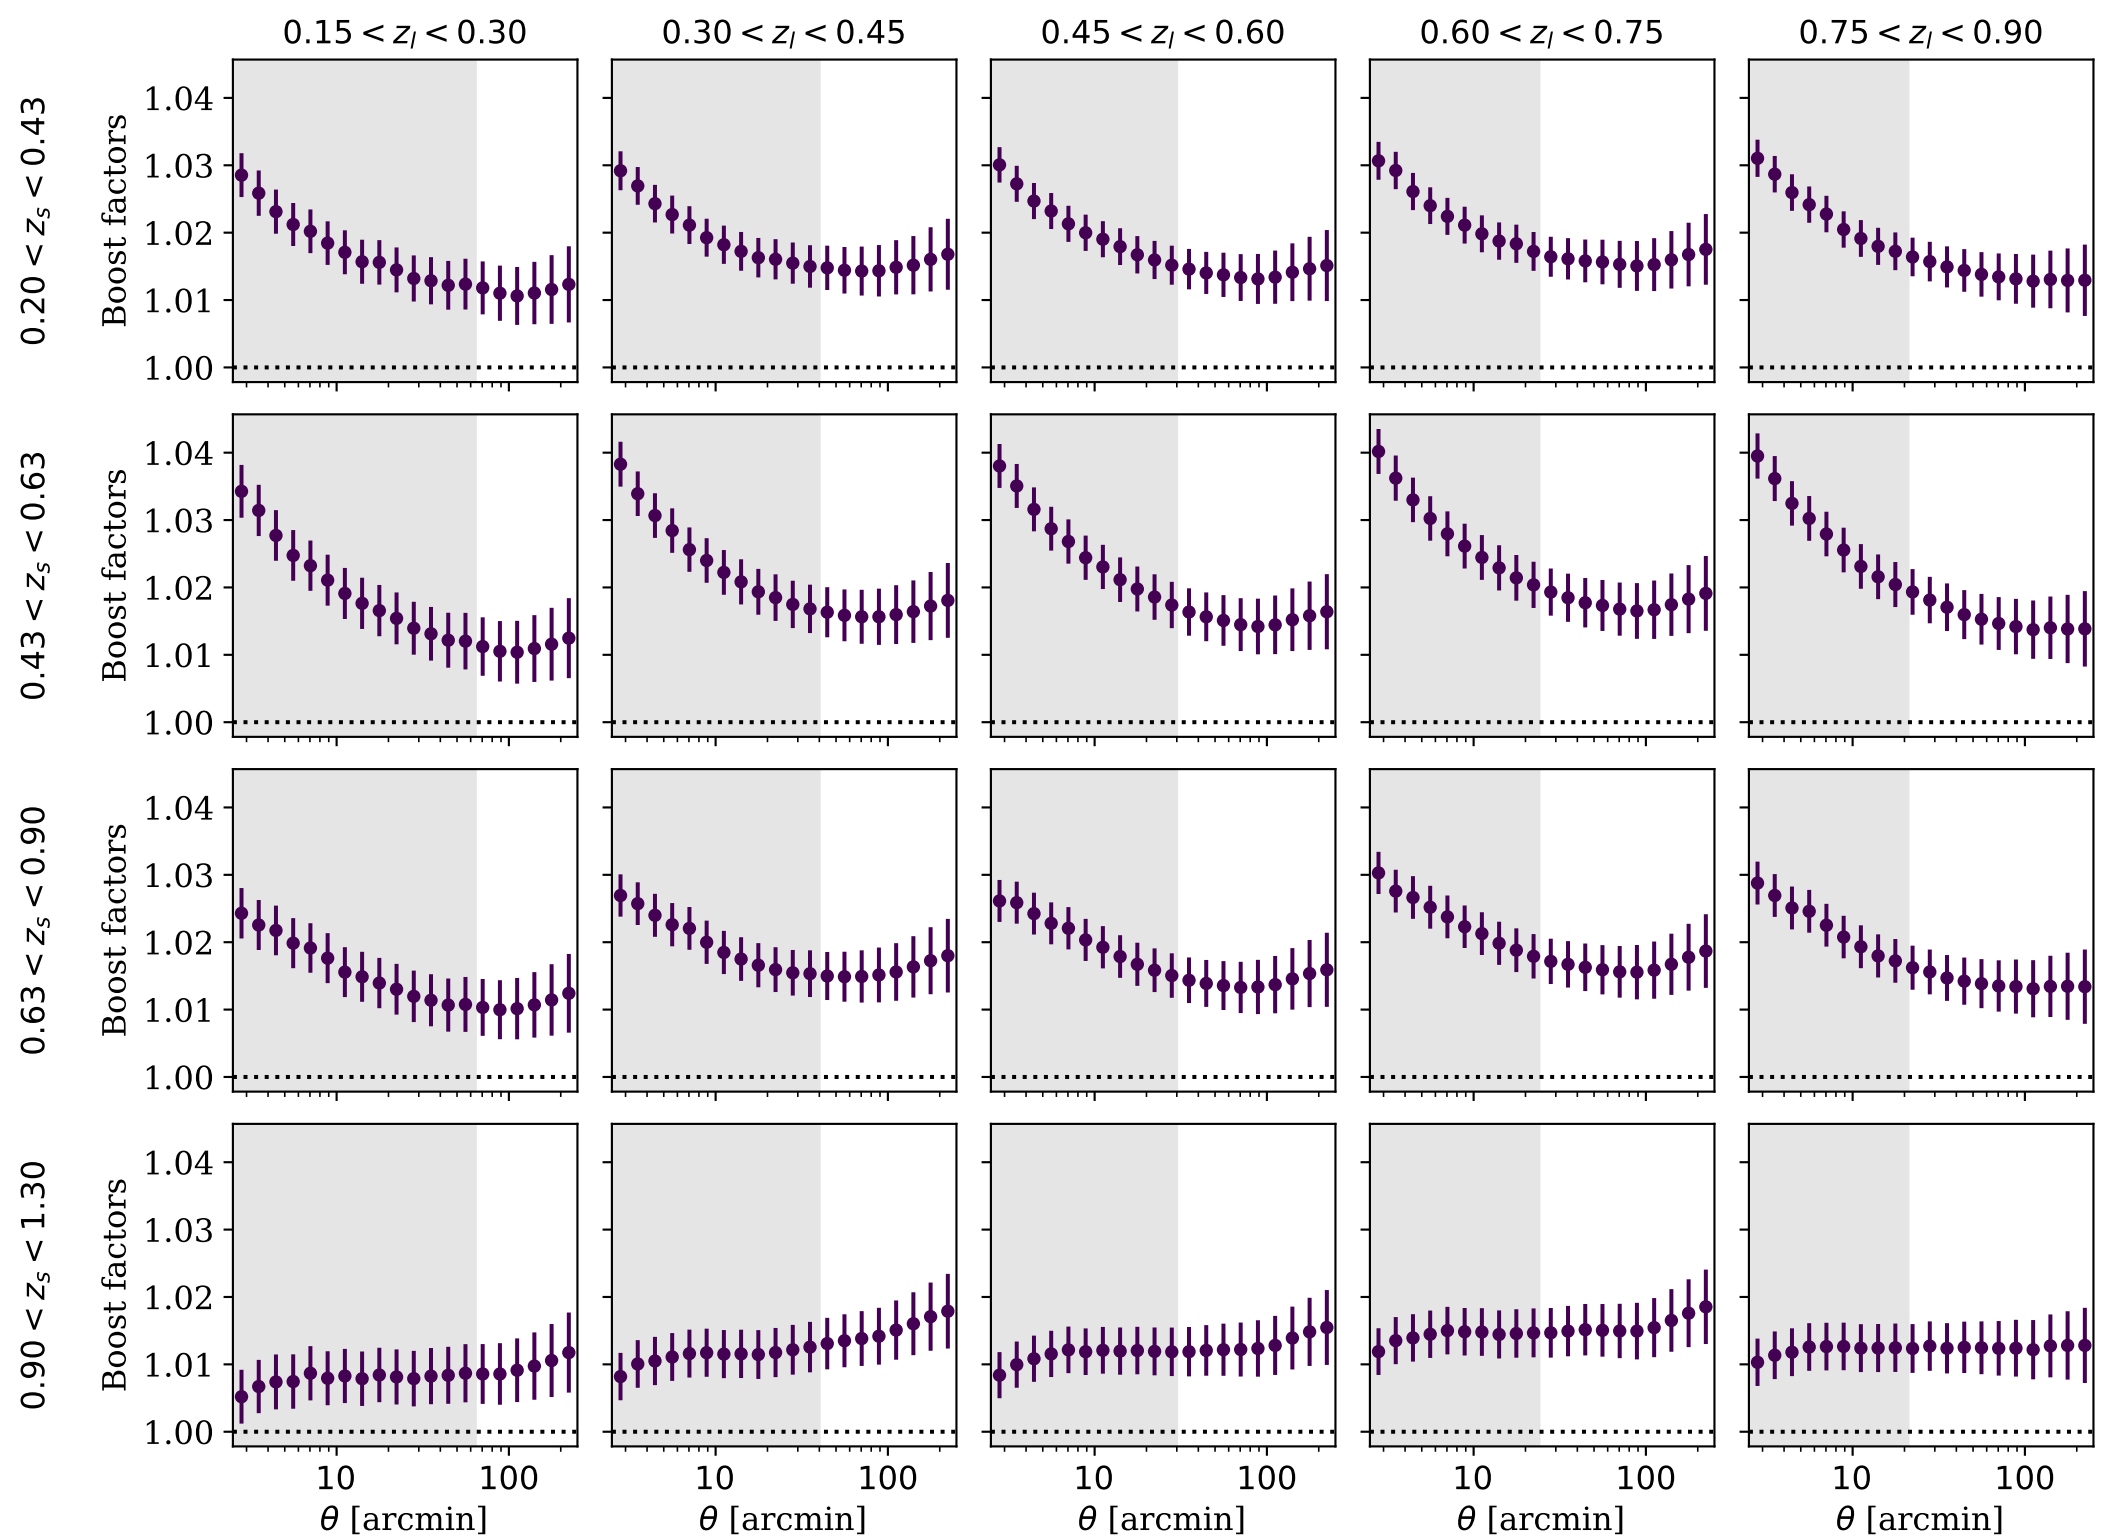 0.15 < z_l < 0.30
0.30 < z_l < 0.45
0.45 < z_l < 0.60
0.60 < z_l < 0.75
0.75 < z_l < 0.90
0.20 < z_s < 0.43
Boost factors
1.04
1.03
1.02
1.01
1.00
0.43 < z_s < 0.63
Boost factors
1.04
1.03
1.02
1.01
1.00
0.63 < z_s < 0.90
Boost factors
1.04
1.03
1.02
1.01
1.00
0.90 < z_s < 1.30
Boost factors
1.04
1.03
1.02
1.01
1.00
10 100
10 100
10 100
10 100
10 100
θ [arcmin]
θ [arcmin]
θ [arcmin]
θ [arcmin]
θ [arcmin]